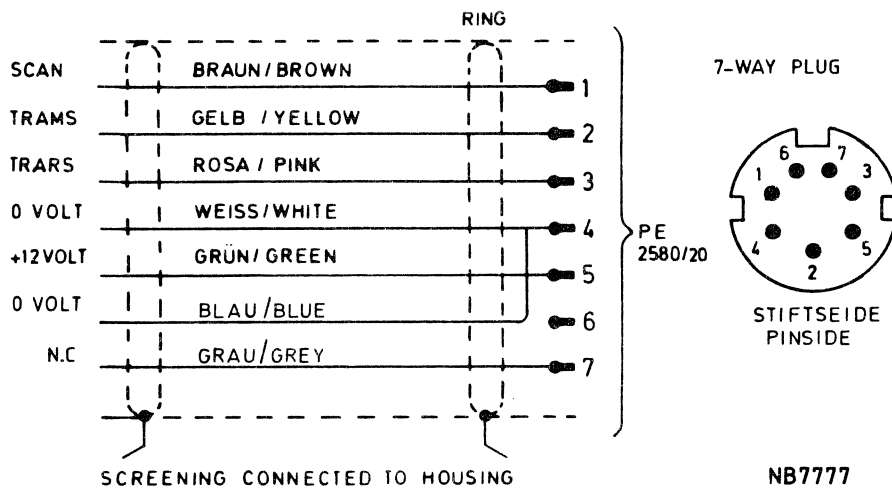 RING
SCAN BRAUN/BROWN 1
TRAMS GELB /YELLOW 2
TRARS ROSA / PINK 3
0 VOLT WEISS/WHITE 4
+12VOLT GRÜN/GREEN 5
0 VOLT BLAU/BLUE 6
N.C GRAU/GREY 7
SCREENING CONNECTED TO HOUSING
PE
2580/20
7-WAY PLUG
6 7
1 3
4 5
2
STIFTSEIDE
PINSIDE
NB7777